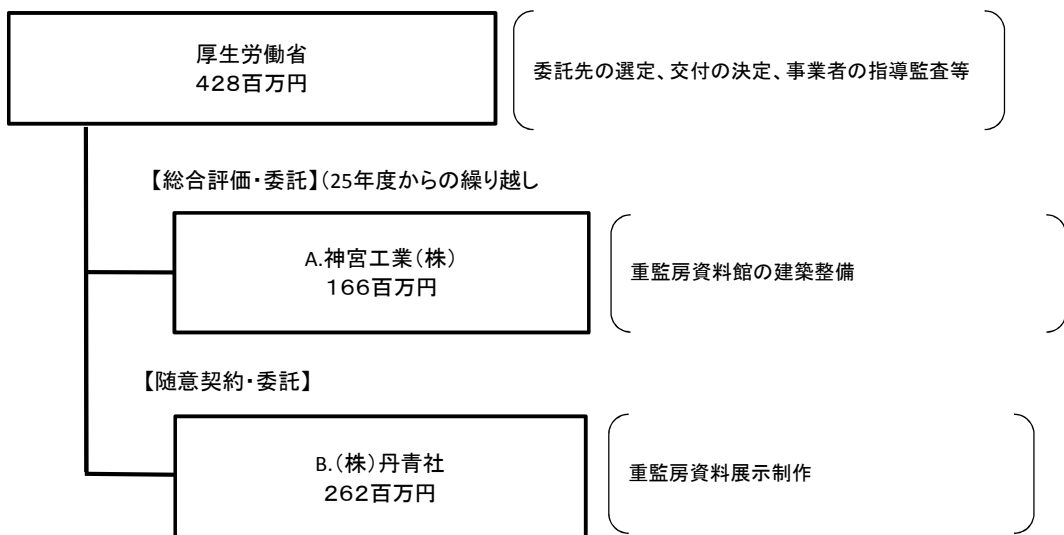 厚生労働省
428百万円
委託先の選定、交付の決定、事業者の指導監査等
【総合評価・委託】（25年度からの繰り越し
A.神宮工業（株）
166百万円
重監房資料館の建築整備
【随意契約・委託】
B.（株）丹青社
262百万円
重監房資料展示制作